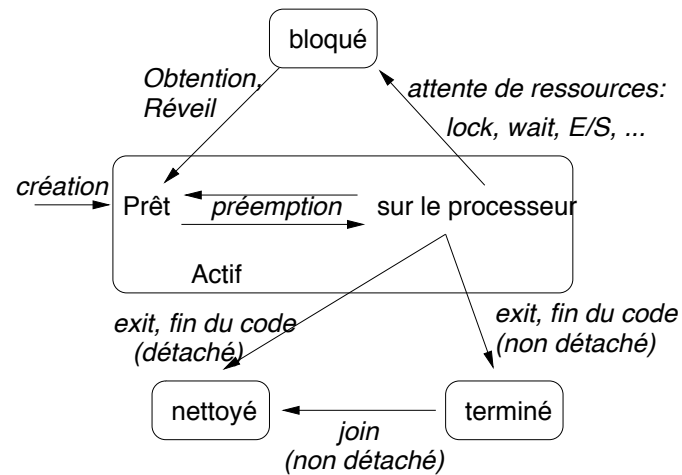 bloqué
Obtention,
Réveil
attente de ressources:
lock, wait, E/S, ...
création
Prêt
préemption
sur le processeur
Actif
exit, fin du code
(détaché)
exit, fin du code
(non détaché)
nettoyé
terminé
join
(non détaché)